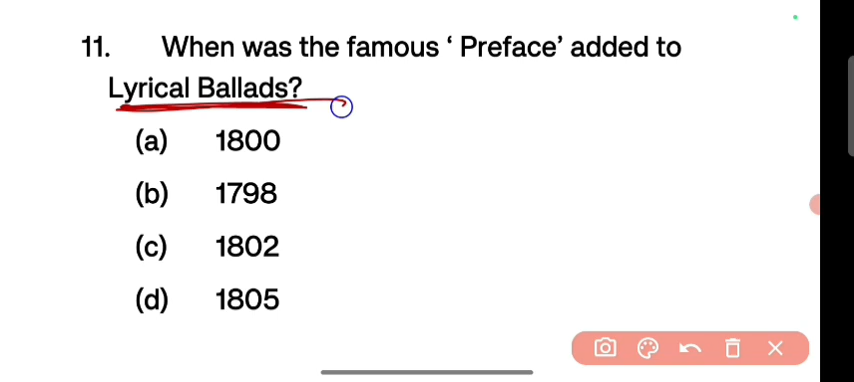 11. When was the famous ‘ Preface’ added to
Lyrical Ballads?
(a) 1800
(b) 1798
(c) 1802
(d) 1805